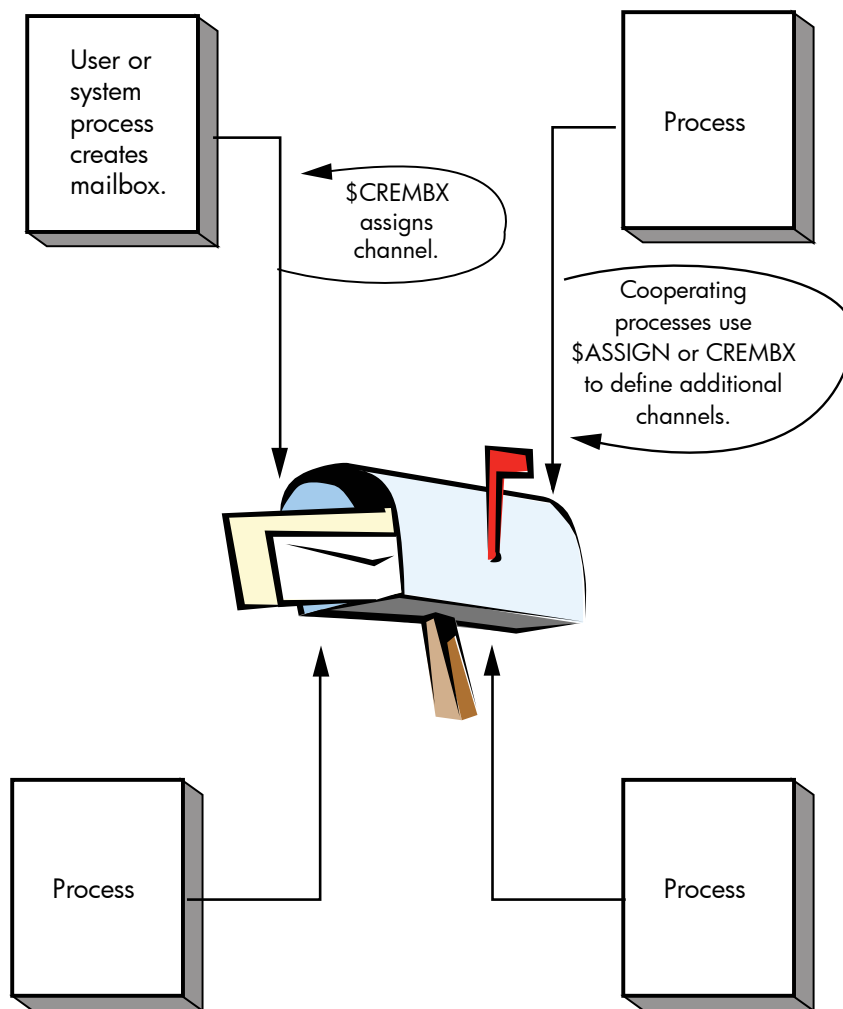 User or
system
process
creates
mailbox.
Process
$CREMBX
assigns
channel.
Cooperating
processes use
$ASSIGN or CREMBX
to define additional
channels.
Process
Process